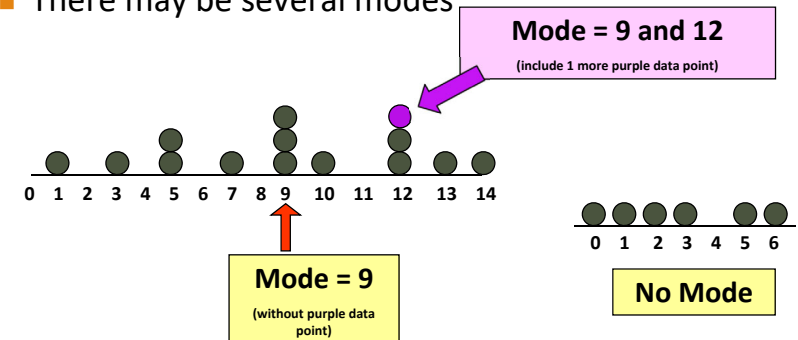 There may be several modes
Mode = 9 and 12
(include 1 more purple data point)
0 1 2 3 4 5 6 7 8 9 10 11 12 13 14
0 1 2 3 4 5 6
Mode = 9
(without purple data
point)
No Mode